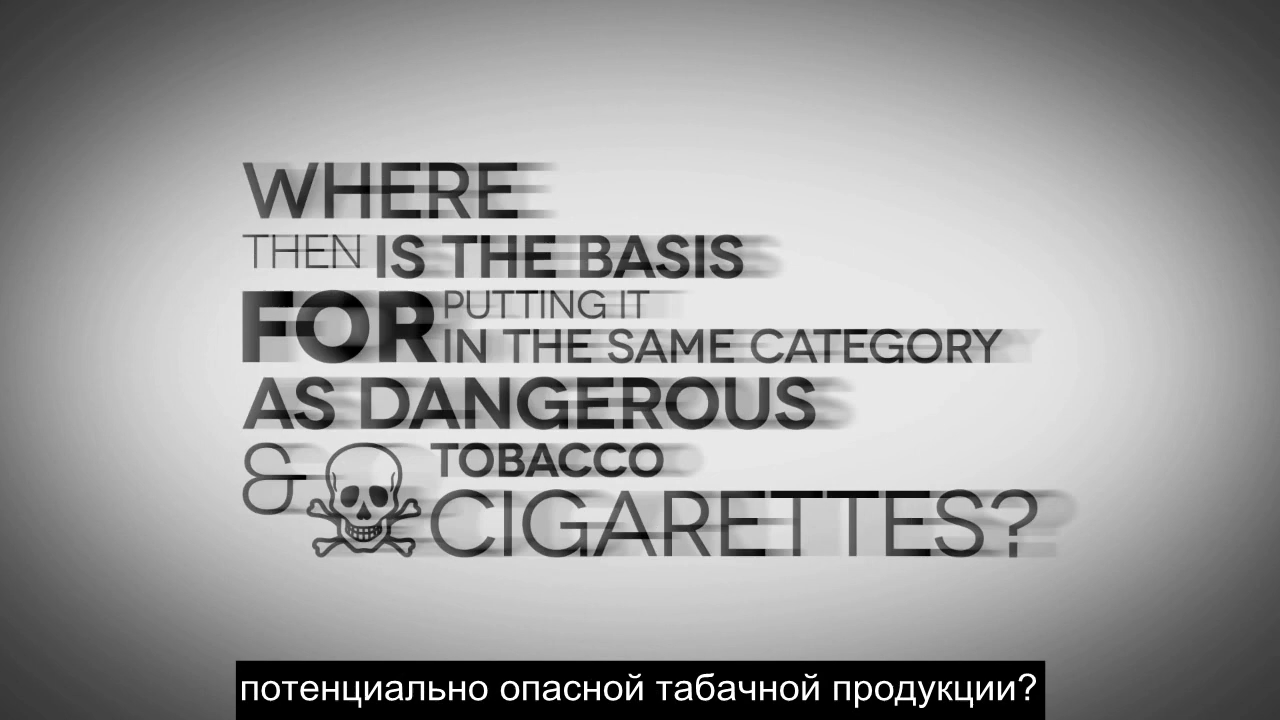 WHERE
THEN IS THE BASIS
FOR PUTTING IT
IN THE SAME CATEGORY
AS DANGEROUS
& TOBACCO
CIGARETTES?
потенциально опасной табачной продукции?